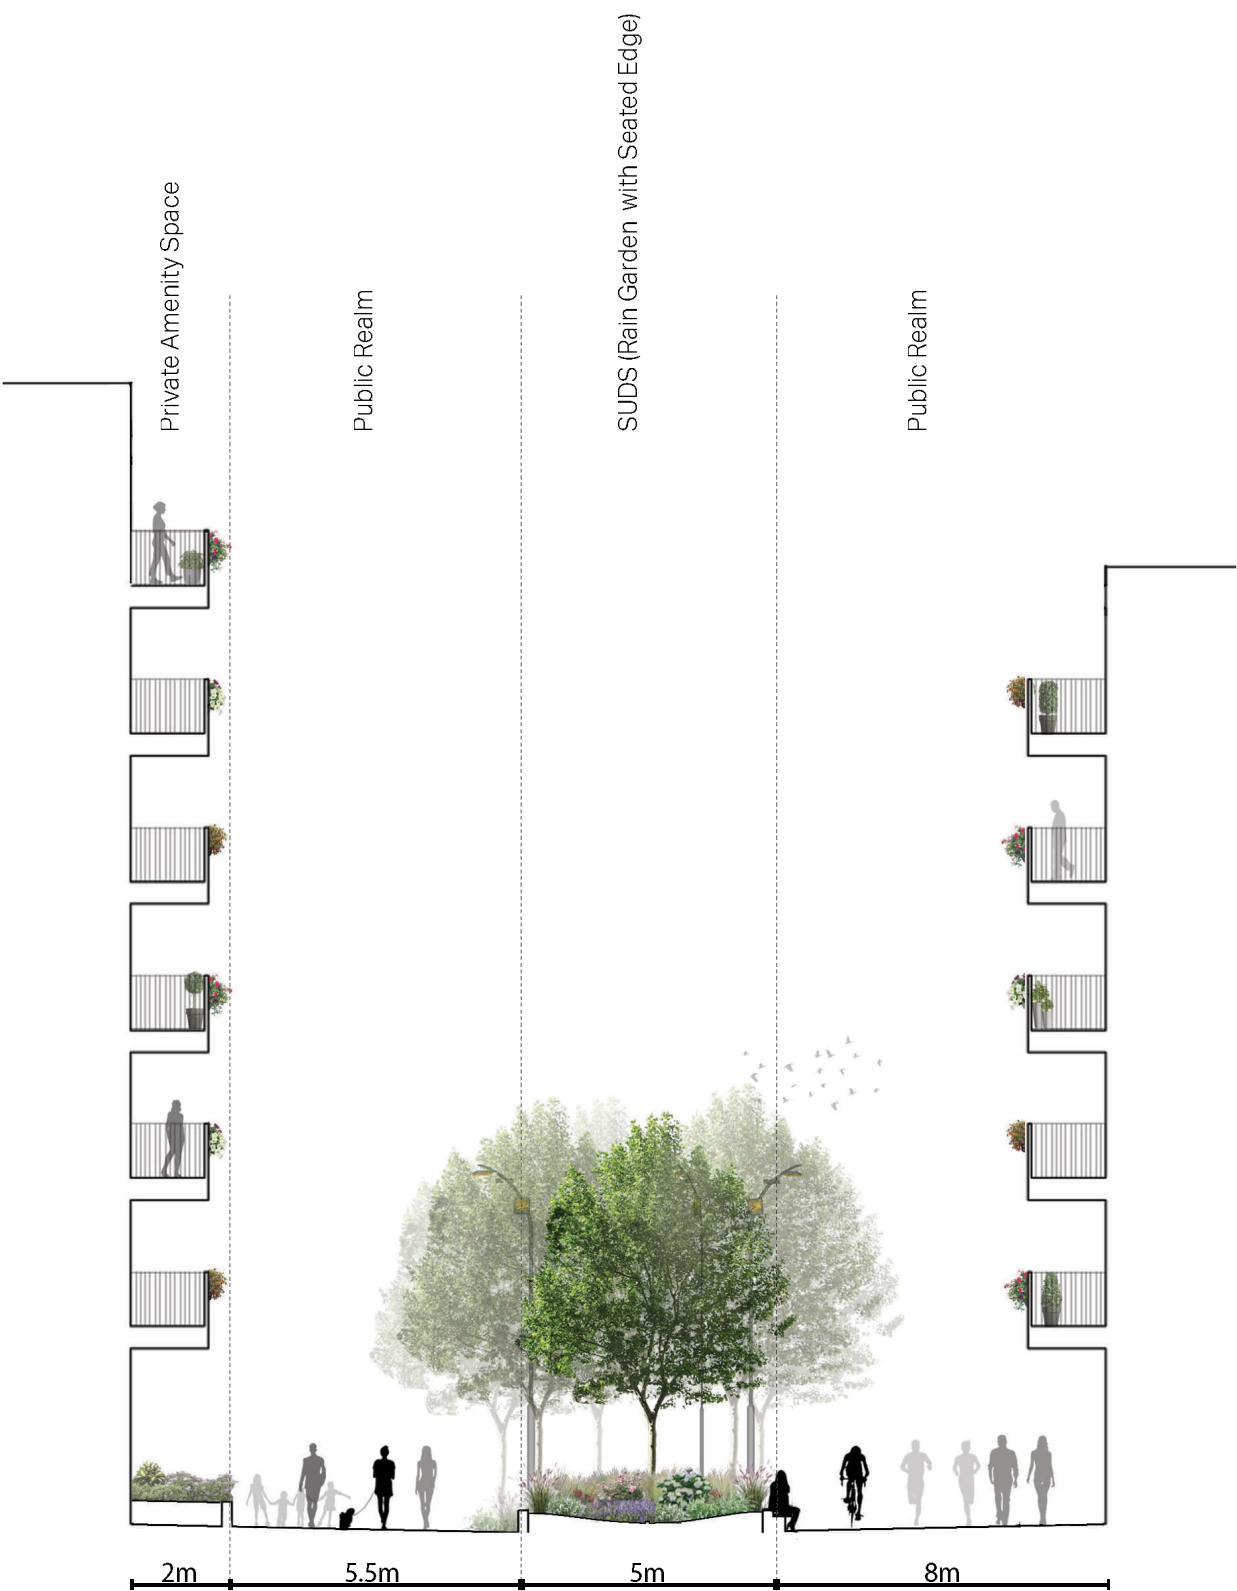 Private Amenity Space
Public Realm
SUDS (Rain Garden with Seated Edge)
Public Realm
2m
5.5m
5m
8m